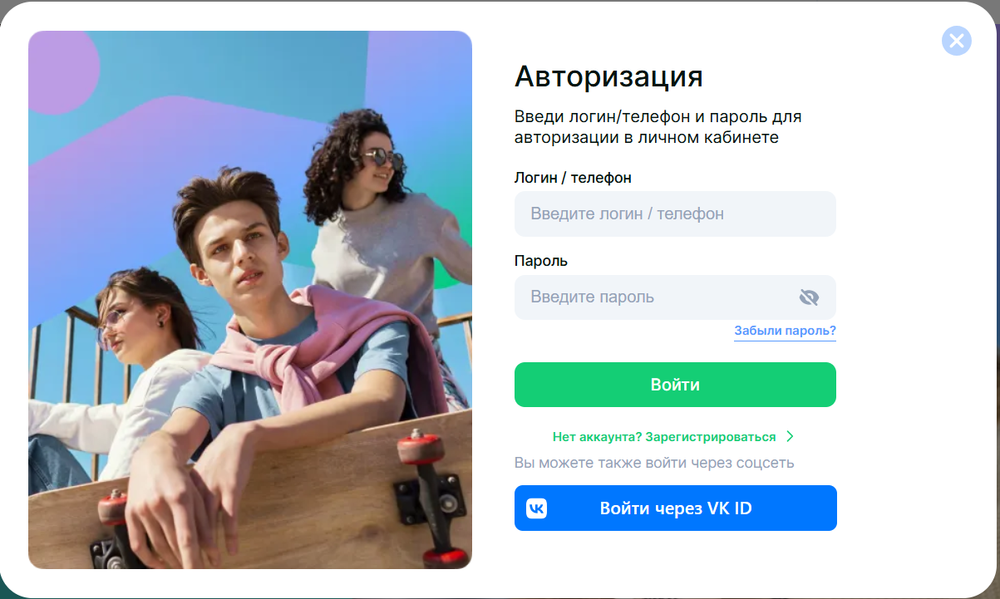 Авторизация
Введи логин/телефон и пароль для
авторизации в личном кабинете
Логин / телефон
Введите логин / телефон
Пароль
Введите пароль
Забыли пароль?
Войти
Нет аккаунта? Зарегистрироваться
Вы можете также войти через соцсеть
Войти через VK ID